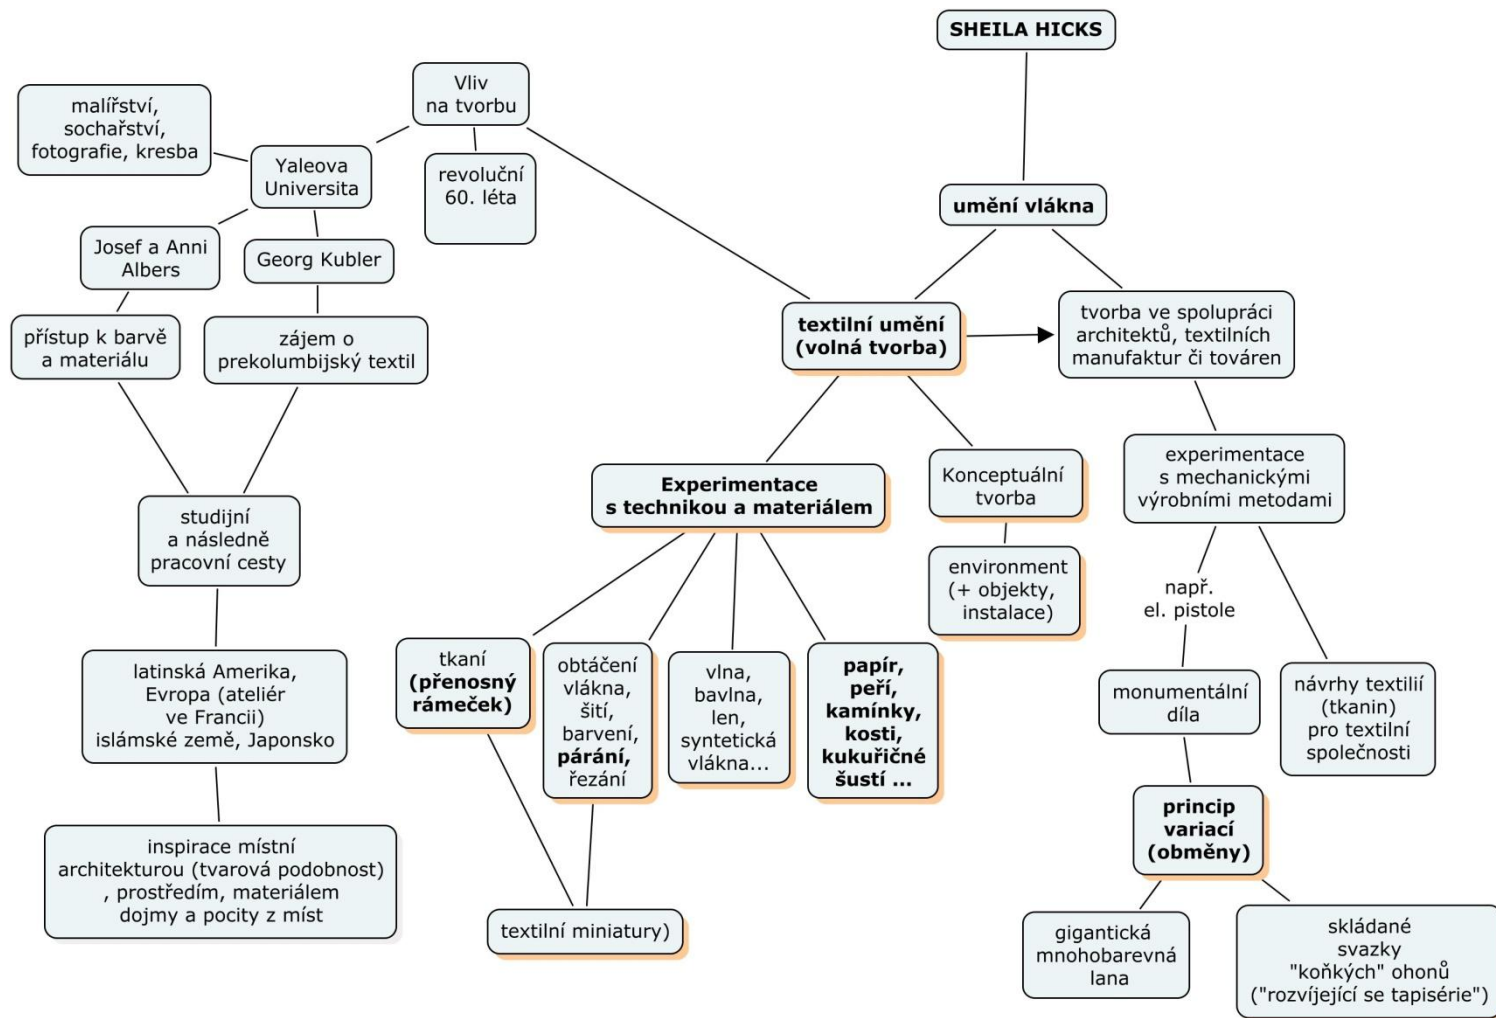 SHEILA HICKS
Vliv
na tvorbu
malířství,
sochařství,
fotografie, kresba
Yaleova
Universita
revoluční
60. léta
umění vlákna
Josef a Anni
Albers
Georg Kubler
textilní umění
(volná tvorba)
tvorba ve spolupráci
architektů, textilních
manufaktur či továren
přístup k barvě
a materiálu
zájem o
prekolumbijský textil
Experimentace
s technikou a materiálem
Konceptuální
tvorba
experimentace
s mechanickými
výrobními metodami
studijní
a následně
pracovní cesty
environment
(+ objekty,
instalace)
např.
el. pistole
latinská Amerika,
Evropa (ateliér
ve Francii)
islámské země, Japonsko
tkaní
(přenosný
rámeček)
obtáčení
vlákna,
šití,
barvení,
párání,
řezání
vlna,
bavlna,
len,
syntetická
vlákna...
papír,
peří,
kamínky,
kosti,
kukuřičné
šustí ...
monumentální
díla
návrhy textilií
(tkanin)
pro textilní
společnosti
inspirace místní
architekturou (tvarová podobnost)
, prostředím, materiálem
dojmy a pocity z míst
princip
variací
(obměny)
textilní miniatury)
gigantická
mnohobarevná
lana
skládané
svazky
"koňkých" ohonů
("rozvíjející se tapisérie")